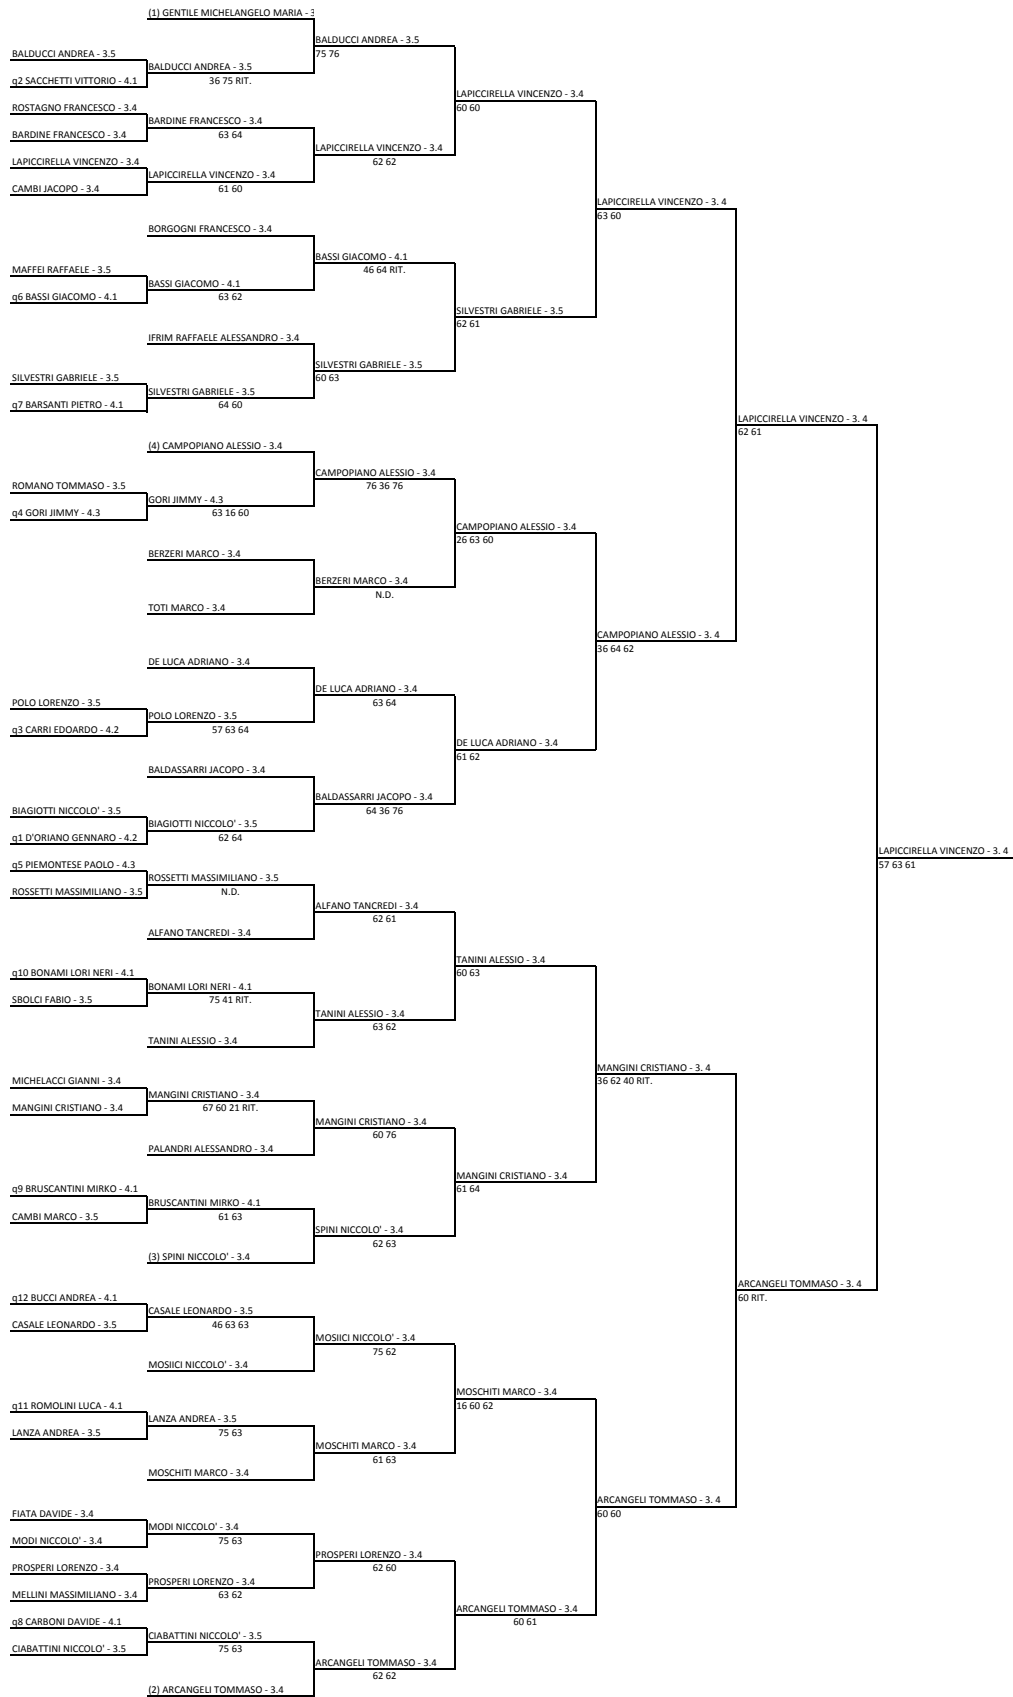 (1) GENTILE MICHELANGELO MARIA - 3
BALDUCCI ANDREA - 3.5
75 76
BALDUCCI ANDREA - 3.5
BALDUCCI ANDREA - 3.5
36 75 RIT.
q2 SACCHETTI VITTORIO - 4.1
LAPICCIRELLA VINCENZO - 3.4
60 60
ROSTAGNO FRANCESCO - 3.4
BARDINE FRANCESCO - 3.4
63 64
BARDINE FRANCESCO - 3.4
LAPICCIRELLA VINCENZO - 3.4
62 62
LAPICCIRELLA VINCENZO - 3.4
LAPICCIRELLA VINCENZO - 3.4
61 60
CAMBI JACOPO - 3.4
LAPICCIRELLA VINCENZO - 3. 4
63 60
BORGOGNI FRANCESCO - 3.4
BASSI GIACOMO - 4.1
46 64 RIT.
MAFFEI RAFFAELE - 3.5
BASSI GIACOMO - 4.1
63 62
q6 BASSI GIACOMO - 4.1
SILVESTRI GABRIELE - 3.5
62 61
IFRIM RAFFAELE ALESSANDRO - 3.4
SILVESTRI GABRIELE - 3.5
60 63
SILVESTRI GABRIELE - 3.5
SILVESTRI GABRIELE - 3.5
64 60
q7 BARSANTI PIETRO - 4.1
LAPICCIRELLA VINCENZO - 3. 4
62 61
(4) CAMPOPIANO ALESSIO - 3.4
CAMPOPIANO ALESSIO - 3.4
76 36 76
ROMANO TOMMASO - 3.5
GORI JIMMY - 4.3
63 16 60
q4 GORI JIMMY - 4.3
CAMPOPIANO ALESSIO - 3.4
26 63 60
BERZERI MARCO - 3.4
BERZERI MARCO - 3.4
N.D.
TOTI MARCO - 3.4
CAMPOPIANO ALESSIO - 3. 4
36 64 62
DE LUCA ADRIANO - 3.4
DE LUCA ADRIANO - 3.4
63 64
POLO LORENZO - 3.5
POLO LORENZO - 3.5
57 63 64
q3 CARRI EDOARDO - 4.2
DE LUCA ADRIANO - 3.4
61 62
BALDASSARRI JACOPO - 3.4
BALDASSARRI JACOPO - 3.4
64 36 76
BIAGIOTTI NICCOLO' - 3.5
BIAGIOTTI NICCOLO' - 3.5
62 64
q1 D'ORIANO GENNARO - 4.2
LAPICCIRELLA VINCENZO - 3. 4
57 63 61
q5 PIEMONTESE PAOLO - 4.3
ROSSETTI MASSIMILIANO - 3.5
N.D.
ROSSETTI MASSIMILIANO - 3.5
ALFANO TANCREDI - 3.4
62 61
ALFANO TANCREDI - 3.4
TANINI ALESSIO - 3.4
60 63
q10 BONAMI LORI NERI - 4.1
BONAMI LORI NERI - 4.1
75 41 RIT.
SBOLCI FABIO - 3.5
TANINI ALESSIO - 3.4
63 62
TANINI ALESSIO - 3.4
MANGINI CRISTIANO - 3. 4
36 62 40 RIT.
MICHELACCI GIANNI - 3.4
MANGINI CRISTIANO - 3.4
67 60 21 RIT.
MANGINI CRISTIANO - 3.4
MANGINI CRISTIANO - 3.4
60 76
PALANDRI ALESSANDRO - 3.4
MANGINI CRISTIANO - 3.4
61 64
q9 BRUSCANTINI MIRKO - 4.1
BRUSCANTINI MIRKO - 4.1
61 63
CAMBI MARCO - 3.5
SPINI NICCOLO' - 3.4
62 63
(3) SPINI NICCOLO' - 3.4
ARCANGELI TOMMASO - 3. 4
60 RIT.
q12 BUCCI ANDREA - 4.1
CASALE LEONARDO - 3.5
46 63 63
CASALE LEONARDO - 3.5
MOSIICI NICCOLO' - 3.4
75 62
MOSIICI NICCOLO' - 3.4
MOSCHITI MARCO - 3.4
16 60 62
q11 ROMOLINI LUCA - 4.1
LANZA ANDREA - 3.5
75 63
LANZA ANDREA - 3.5
MOSCHITI MARCO - 3.4
61 63
MOSCHITI MARCO - 3.4
ARCANGELI TOMMASO - 3. 4
60 60
FIATA DAVIDE - 3.4
MODI NICCOLO' - 3.4
75 63
MODI NICCOLO' - 3.4
PROSPERI LORENZO - 3.4
62 60
PROSPERI LORENZO - 3.4
PROSPERI LORENZO - 3.4
63 62
MELLINI MASSIMILIANO - 3.4
ARCANGELI TOMMASO - 3.4
60 61
q8 CARBONI DAVIDE - 4.1
CIABATTINI NICCOLO' - 3.5
75 63
CIABATTINI NICCOLO' - 3.5
ARCANGELI TOMMASO - 3.4
62 62
(2) ARCANGELI TOMMASO - 3.4